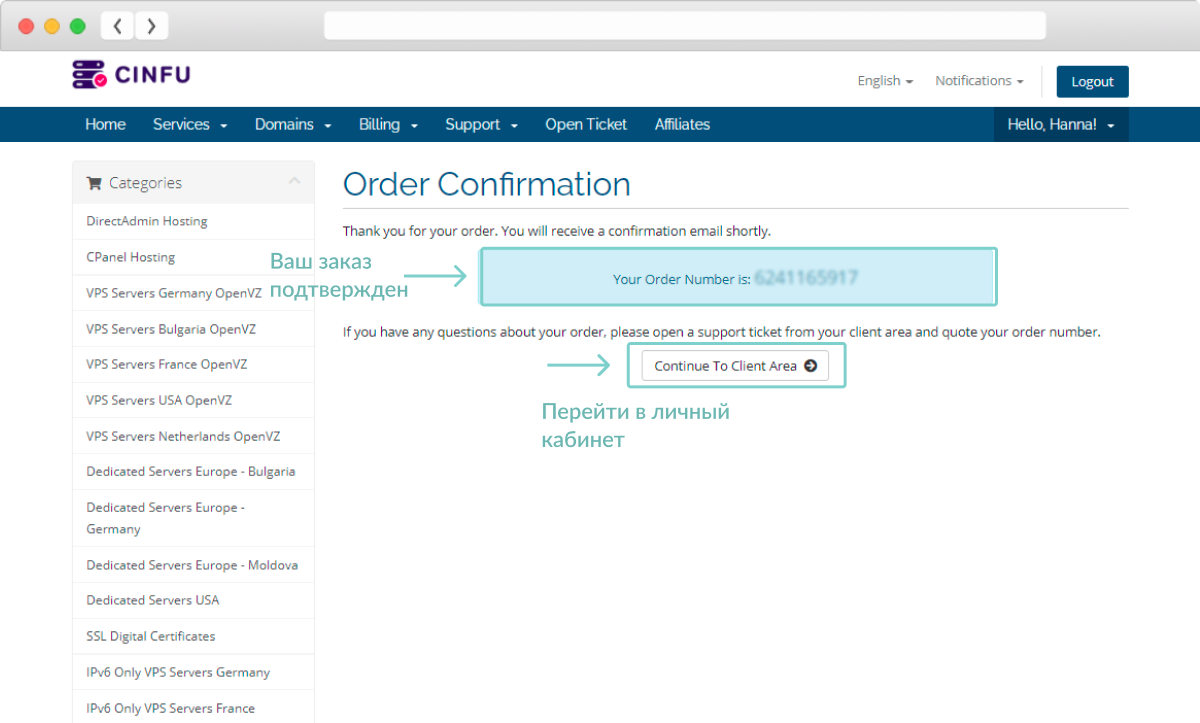 CINFU
English
Notifications
Logout
Home
Services
Domains
Billing
Support
Open Ticket
Affiliates
Hello, Hanna!
Categories
DirectAdmin Hosting
CPanel Hosting
VPS Servers Germany OpenVZ
VPS Servers Bulgaria OpenVZ
VPS Servers France OpenVZ
VPS Servers USA OpenVZ
VPS Servers Netherlands OpenVZ
Dedicated Servers Europe - Bulgaria
Dedicated Servers Europe -
Germany
Dedicated Servers Europe - Moldova
Dedicated Servers USA
SSL Digital Certificates
IPv6 Only VPS Servers Germany
IPv6 Only VPS Servers France
Order Confirmation
Thank you for your order. You will receive a confirmation email shortly.
Ваш заказ
подтвержден
Your Order Number is:
If you have any questions about your order, please open a support ticket from your client area and quote your order number.
Continue To Client Area
Перейти в личный
кабинет